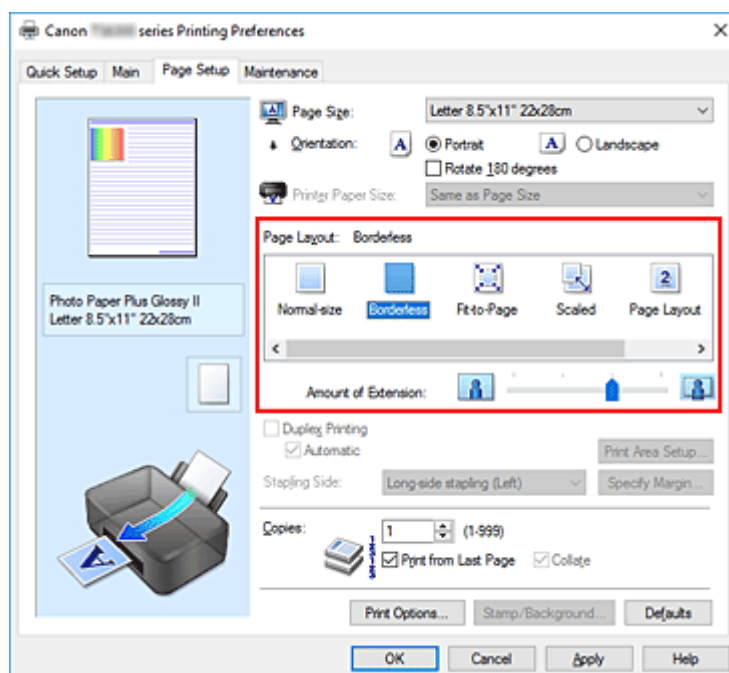 Canon series Printing Preferences
Quick Setup Main Page Setup Maintenance
Page Size: Letter 8.5"x11" 22x28cm
Orientation: A Portrait A Landscape
Rotate 180 degrees
Printer Paper Size: Same as Page Size
Page Layout: Borderless
Normal-size Borderless Fit-to-Page Scaled 2 Page Layout
Photo Paper Plus Glossy II
Letter 8.5"x11" 22x28cm
Amount of Extension:
Duplex Printing
Automatic
Print Area Setup...
Stapling Side: Long-side stapling (Left) Specify Margin...
Copies: 1 (1-999)
Print from Last Page Collate
A
Print Options... Stamp/Background... Defaults
OK Cancel Apply Help